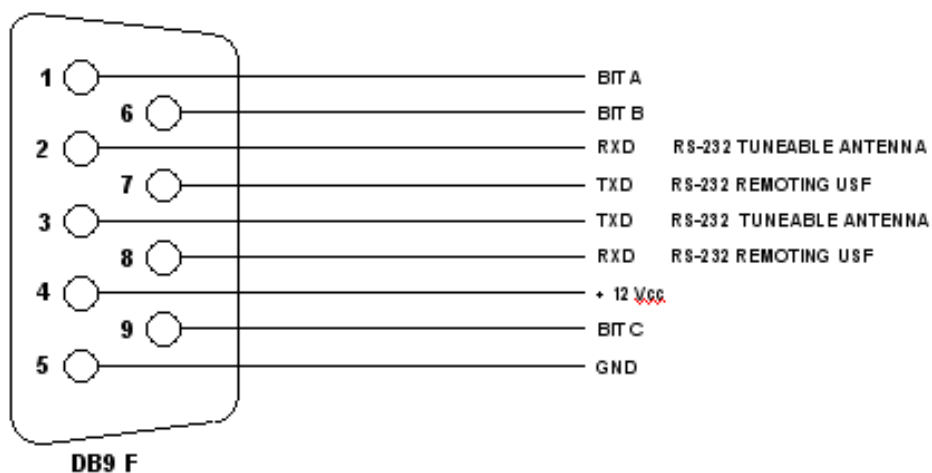 1 BIT A
6 BIT B
2 RXD RS-232 TUNEABLE ANTENNA
7 TXD RS-232 REMOTING USF
3 TXD RS-232 TUNEABLE ANTENNA
8 RXD RS-232 REMOTING USF
4 + 12 Vcc
9 BIT C
5 GND
DB9 F